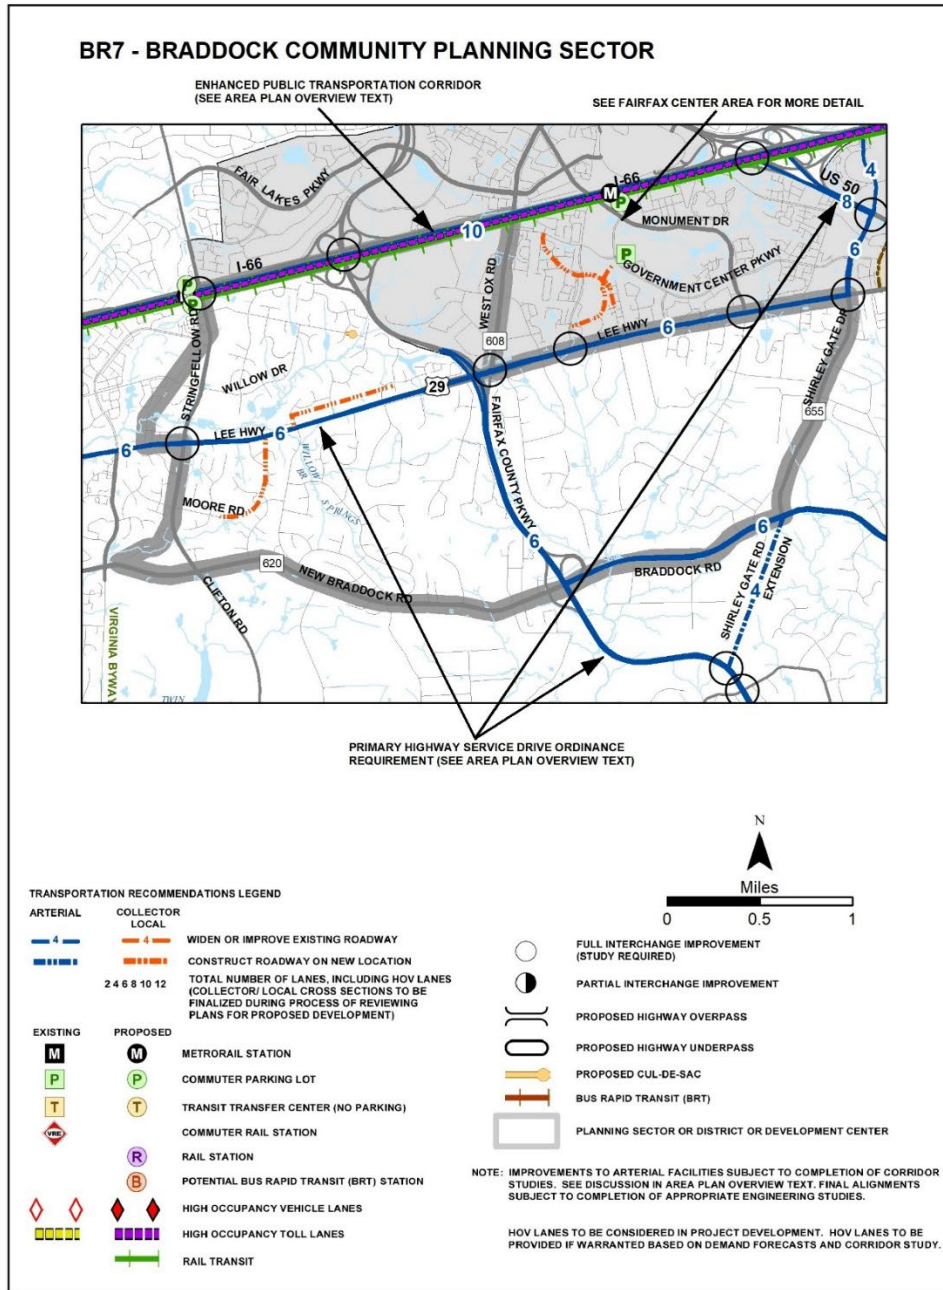 BR7 - BRADDOCK COMMUNITY PLANNING SECTOR
ENHANCED PUBLIC TRANSPORTATION CORRIDOR
(SEE AREA PLAN OVERVIEW TEXT)
SEE FAIRFAX CENTER AREA FOR MORE DETAIL
FAIR LAKES PKWY
I-66
US 50
4
8
M
P
MONUMENT DR
10
6
I-66
WEST OX RD
P
GOVERNMENT CENTER PKWY
P
P
STRINGFELLOW RD
608
LEE HWY
6
SHIRLEY GATE DR
WILLOW DR
29
655
6
LEE HWY
6
FAIRFAX COUNTY PKWY
WILLOW
SPRINGS
BR
MOORE RD
6
6
620
NEW BRADDOCK RD
BRADDOCK RD
SHIRLEY GATE RD
EXTENSION
4
CLIFTON RD
VIRGINIA BYWAY
TWIN
PRIMARY HIGHWAY SERVICE DRIVE ORDINANCE
REQUIREMENT (SEE AREA PLAN OVERVIEW TEXT)
N
Miles
0 0.5 1
TRANSPORTATION RECOMMENDATIONS LEGEND
ARTERIAL
COLLECTOR
LOCAL
4 4 WIDEN OR IMPROVE EXISTING ROADWAY
CONSTRUCT ROADWAY ON NEW LOCATION
2 4 6 8 10 12 TOTAL NUMBER OF LANES, INCLUDING HOV LANES
(COLLECTOR/ LOCAL CROSS SECTIONS TO BE
FINALIZED DURING PROCESS OF REVIEWING
PLANS FOR PROPOSED DEVELOPMENT)
EXISTING PROPOSED
M M METRORAIL STATION
P P COMMUTER PARKING LOT
T T TRANSIT TRANSFER CENTER (NO PARKING)
VRE COMMUTER RAIL STATION
R RAIL STATION
B POTENTIAL BUS RAPID TRANSIT (BRT) STATION
HIGH OCCUPANCY VEHICLE LANES
HIGH OCCUPANCY TOLL LANES
RAIL TRANSIT
FULL INTERCHANGE IMPROVEMENT
(STUDY REQUIRED)
PARTIAL INTERCHANGE IMPROVEMENT
PROPOSED HIGHWAY OVERPASS
PROPOSED HIGHWAY UNDERPASS
PROPOSED CUL-DE-SAC
BUS RAPID TRANSIT (BRT)
PLANNING SECTOR OR DISTRICT OR DEVELOPMENT CENTER
NOTE: IMPROVEMENTS TO ARTERIAL FACILITIES SUBJECT TO COMPLETION OF CORRIDOR
STUDIES. SEE DISCUSSION IN AREA PLAN OVERVIEW TEXT. FINAL ALIGNMENTS
SUBJECT TO COMPLETION OF APPROPRIATE ENGINEERING STUDIES.
HOV LANES TO BE CONSIDERED IN PROJECT DEVELOPMENT. HOV LANES TO BE
PROVIDED IF WARRANTED BASED ON DEMAND FORECASTS AND CORRIDOR STUDY.